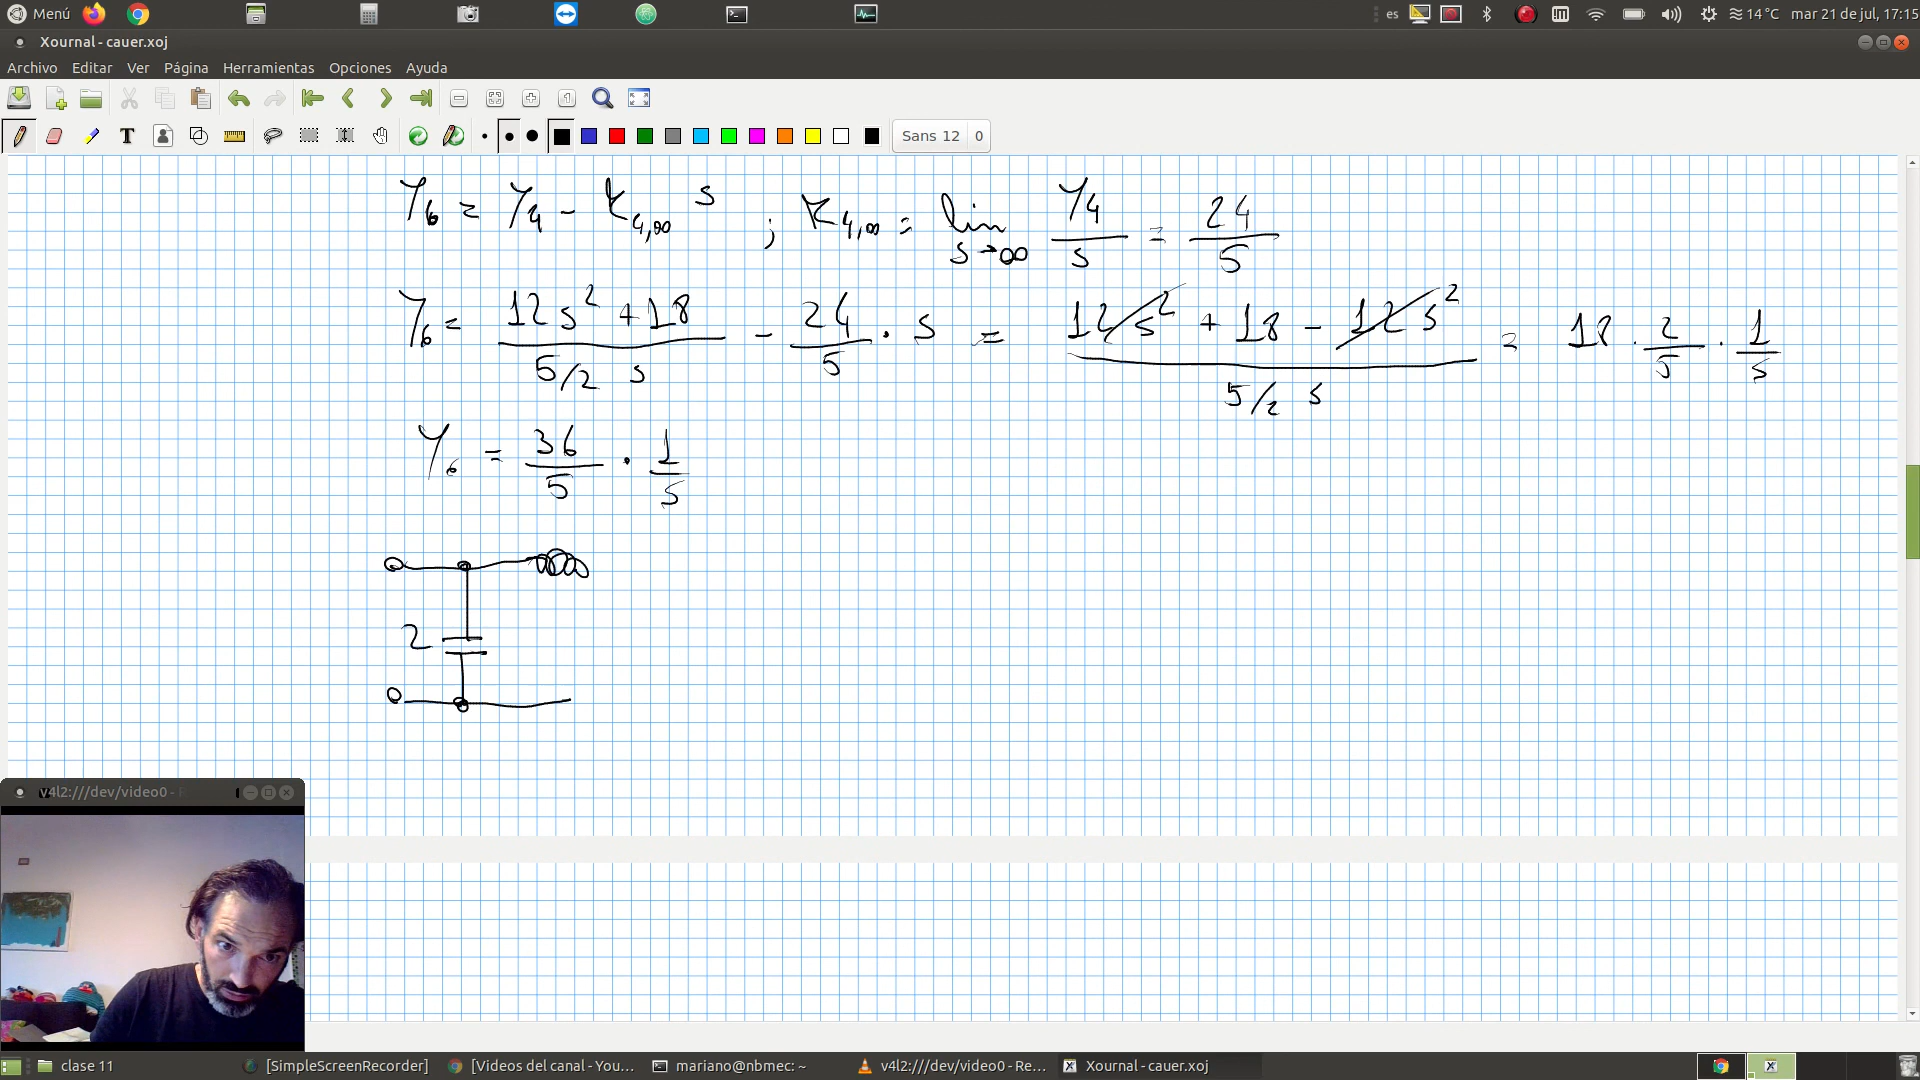 Menú es 14 °C mar 21 de jul, 17:15
Xournal - cauer.xoj
Archivo Editar Ver Página Herramientas Opciones Ayuda
T Sans 12 0
Y₆ = Y₄ - K₄,∞ s ; K₄,∞ = lim s→∞ Y₄/s = 24/5
Y₆ = (12 s² + 18)/(5/2 s) - 24/5 · s = (12 s² + 18 - 12 s²)/(5/2 s) = 18 · 2/5 · 1/s
Y₆ = 36/5 · 1/s
2
v4l2:///dev/video0 -
clase 11 [SimpleScreenRecorder] [Videos del canal - You... mariano@nbmec: ~ v4l2:///dev/video0 - Re... Xournal - cauer.xoj